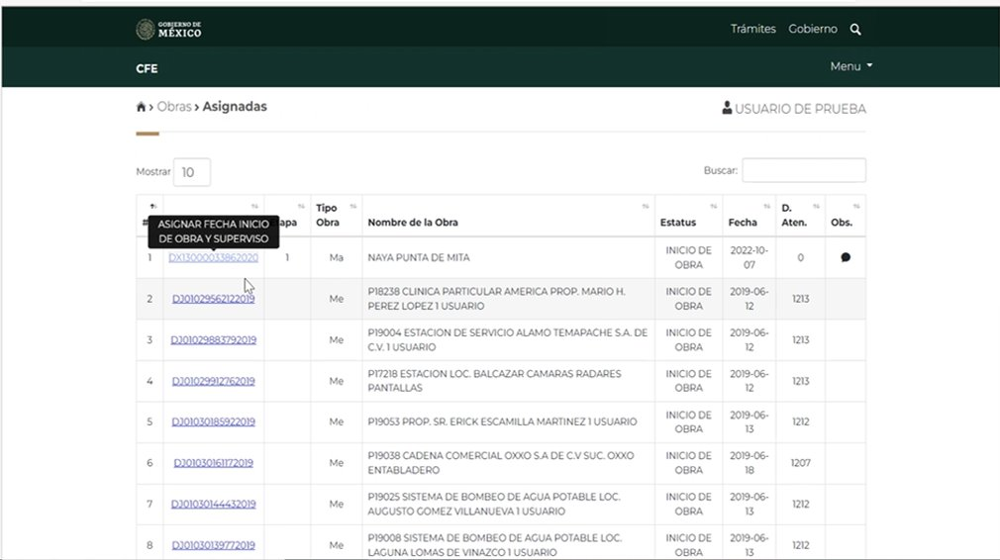 GOBIERNO DE
MÉXICO
Trámites Gobierno
CFE
Menu
Obras > Asignadas
USUARIO DE PRUEBA
Mostrar 10
Buscar:
# apa Tipo Obra Nombre de la Obra Estatus Fecha D. Aten. Obs.
ASIGNAR FECHA INICIO
DE OBRA Y SUPERVISO
1 DX13000033862020 1 Ma NAYA PUNTA DE MITA INICIO DE OBRA 2022-10-07 0
2 DJ01029562122019 Me P18238 CLINICA PARTICULAR AMERICA PROP. MARIO H. PEREZ LOPEZ 1 USUARIO INICIO DE OBRA 2019-06-12 1213
3 DJ01029883792019 Me P19004 ESTACION DE SERVICIO ALAMO TEMAPACHE S.A. DE C.V. 1 USUARIO INICIO DE OBRA 2019-06-12 1213
4 DJ01029912762019 Me P17218 ESTACION LOC. BALCAZAR CAMARAS RADARES PANTALLAS INICIO DE OBRA 2019-06-12 1213
5 DJ01030185922019 Me P19053 PROP. SR. ERICK ESCAMILLA MARTINEZ 1 USUARIO INICIO DE OBRA 2019-06-13 1212
6 DJ01030161172019 Me P19038 CADENA COMERCIAL OXXO S.A DE C.V SUC. OXXO ENTABLADERO INICIO DE OBRA 2019-06-18 1207
7 DJ01030144432019 Me P19025 SISTEMA DE BOMBEO DE AGUA POTABLE LOC. AUGUSTO GOMEZ VILLANUEVA 1 USUARIO INICIO DE OBRA 2019-06-13 1212
8 DJ01030139772019 Me P19008 SISTEMA DE BOMBEO DE AGUA POTABLE LOC. LAGUNA LOMAS DE VINAZCO 1 USUARIO INICIO DE OBRA 2019-06-13 1212